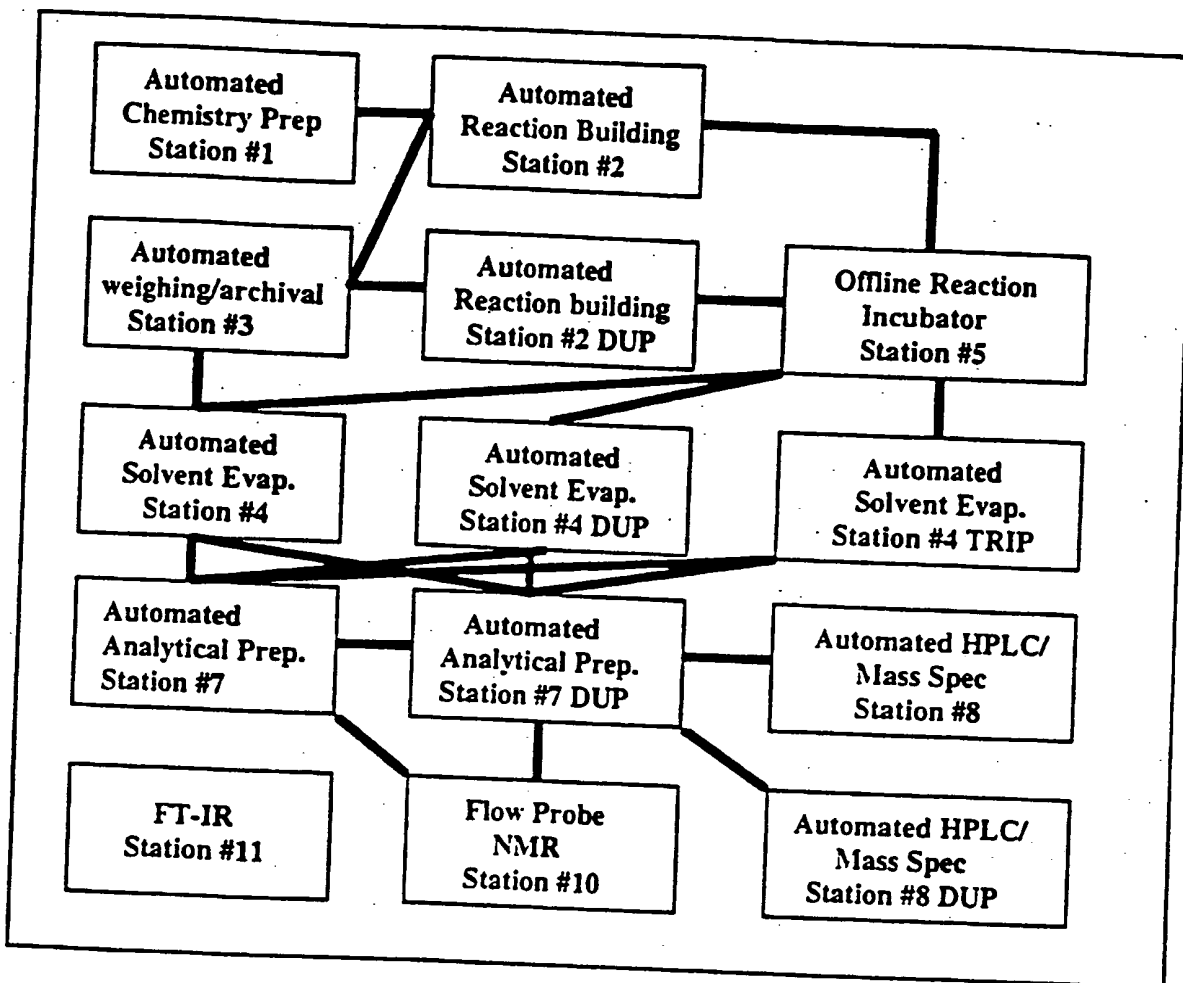 Automated
Chemistry Prep
Station #1
Automated
Reaction Building
Station #2
Automated
weighing/archival
Station #3
Automated
Reaction building
Station #2 DUP
Offline Reaction
Incubator
Station #5
Automated
Solvent Evap.
Station #4
Automated
Solvent Evap.
Station #4 DUP
Automated
Solvent Evap.
Station #4 TRIP
Automated
Analytical Prep.
Station #7
Automated
Analytical Prep.
Station #7 DUP
Automated HPLC/
Mass Spec
Station #8
FT-IR
Station #11
Flow Probe
NMR
Station #10
Automated HPLC/
Mass Spec
Station #8 DUP